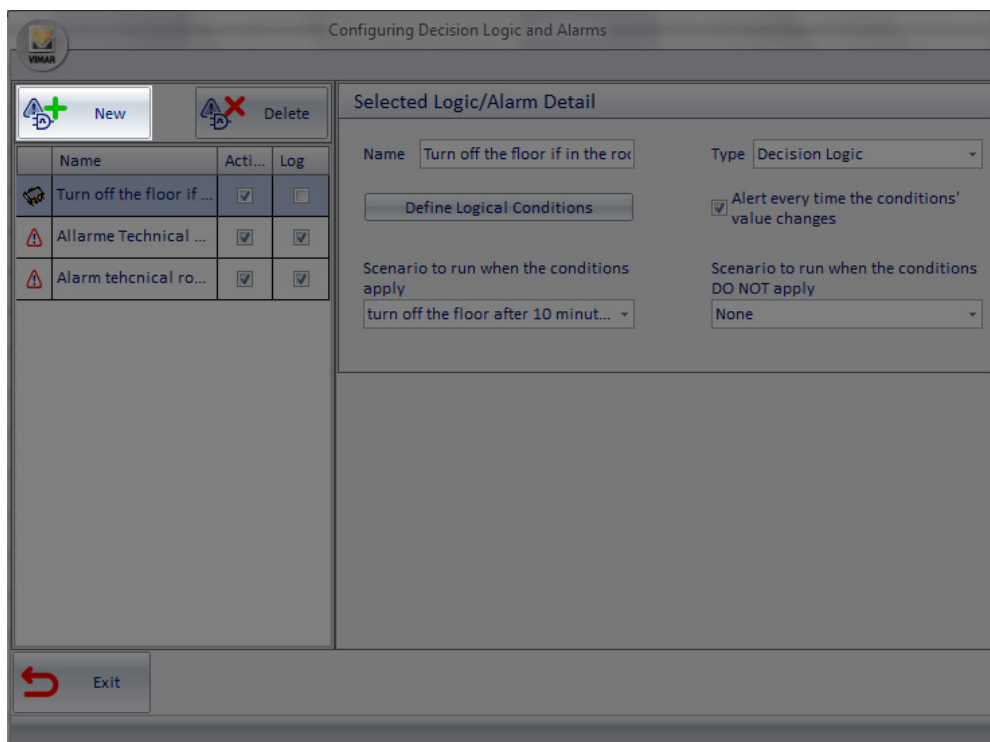 Configuring Decision Logic and Alarms
VIMAR
New
Delete
Name Acti... Log
Turn off the floor if ...
Allarme Technical ...
Alarm tehcnical ro...
Selected Logic/Alarm Detail
Name Turn off the floor if in the roo
Type Decision Logic
Define Logical Conditions
Alert every time the conditions'
value changes
Scenario to run when the conditions
apply
turn off the floor after 10 minut...
Scenario to run when the conditions
DO NOT apply
None
Exit